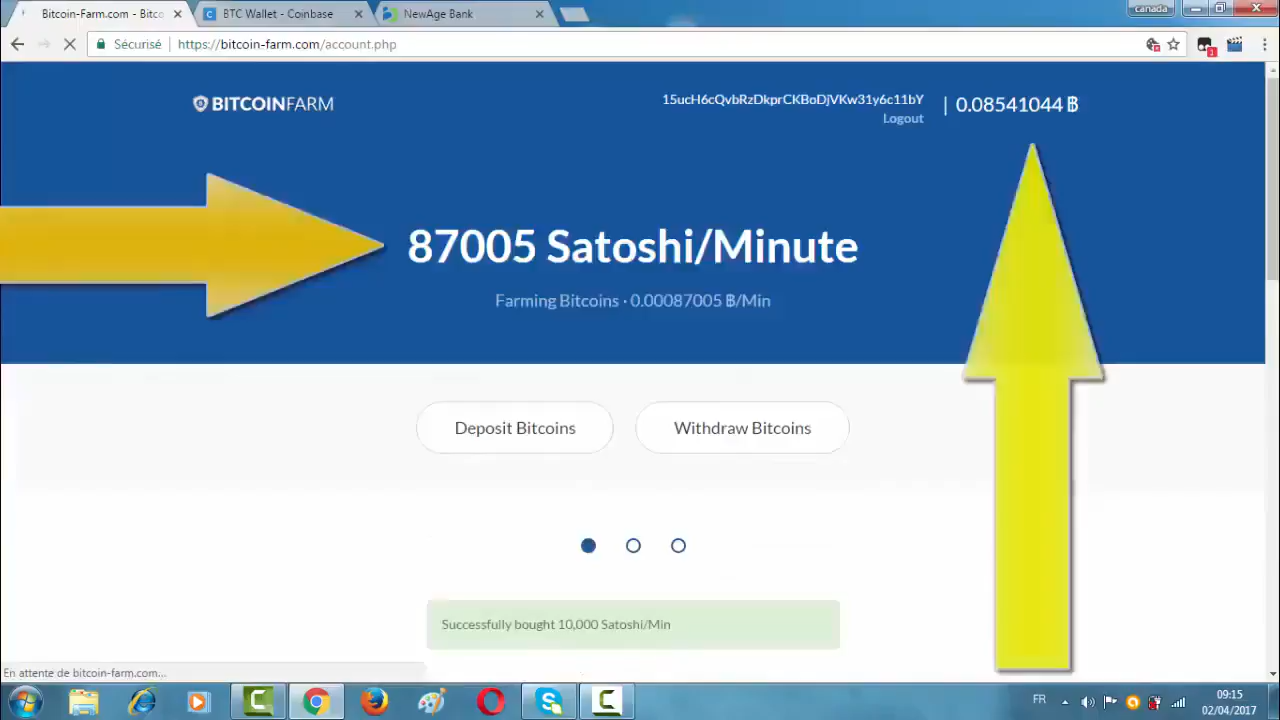 Bitcoin-Farm.com - Bitco
BTC Wallet - Coinbase
NewAge Bank
canada
Sécurisé
https://bitcoin-farm.com/account.php
1
BITCOINFARM
15ucH6cQvbRzDkprCKBoDjVKw31y6c11bY
| 0.08541044 ฿
Logout
87005 Satoshi/Minute
Farming Bitcoins · 0.00087005 ฿/Min
Deposit Bitcoins
Withdraw Bitcoins
Successfully bought 10,000 Satoshi/Min
En attente de bitcoin-farm.com...
FR
09:15
02/04/2017